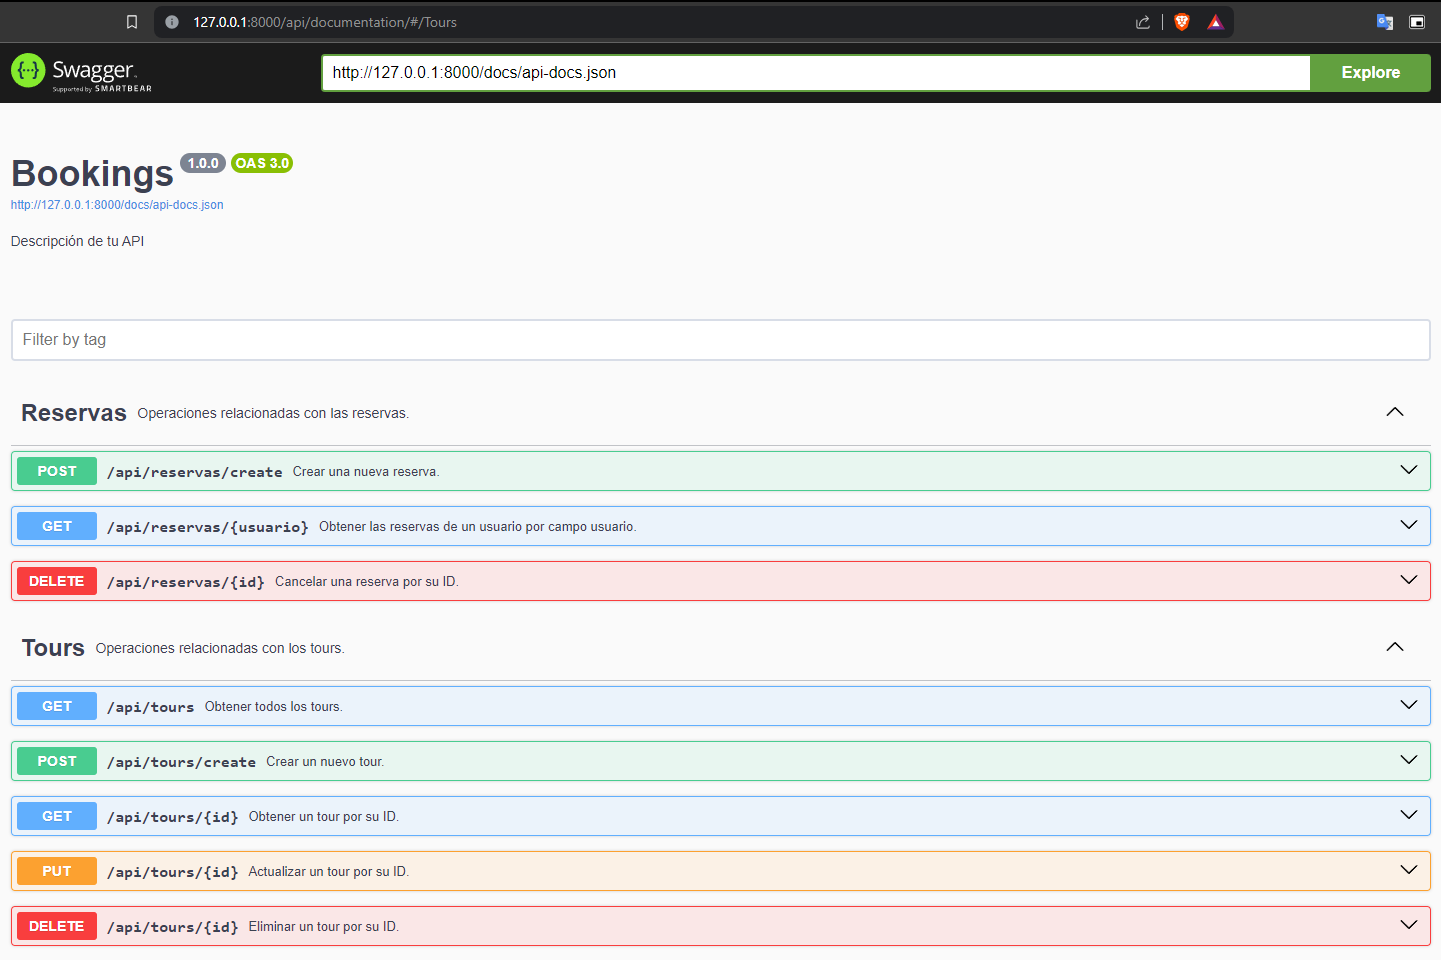 127.0.0.1:8000/api/documentation/#/Tours
Swagger.
Supported by SMARTBEAR
http://127.0.0.1:8000/docs/api-docs.json
Explore
Bookings 1.0.0 OAS 3.0
http://127.0.0.1:8000/docs/api-docs.json
Descripción de tu API
Filter by tag
Reservas Operaciones relacionadas con las reservas.
POST /api/reservas/create Crear una nueva reserva.
GET /api/reservas/{usuario} Obtener las reservas de un usuario por campo usuario.
DELETE /api/reservas/{id} Cancelar una reserva por su ID.
Tours Operaciones relacionadas con los tours.
GET /api/tours Obtener todos los tours.
POST /api/tours/create Crear un nuevo tour.
GET /api/tours/{id} Obtener un tour por su ID.
PUT /api/tours/{id} Actualizar un tour por su ID.
DELETE /api/tours/{id} Eliminar un tour por su ID.